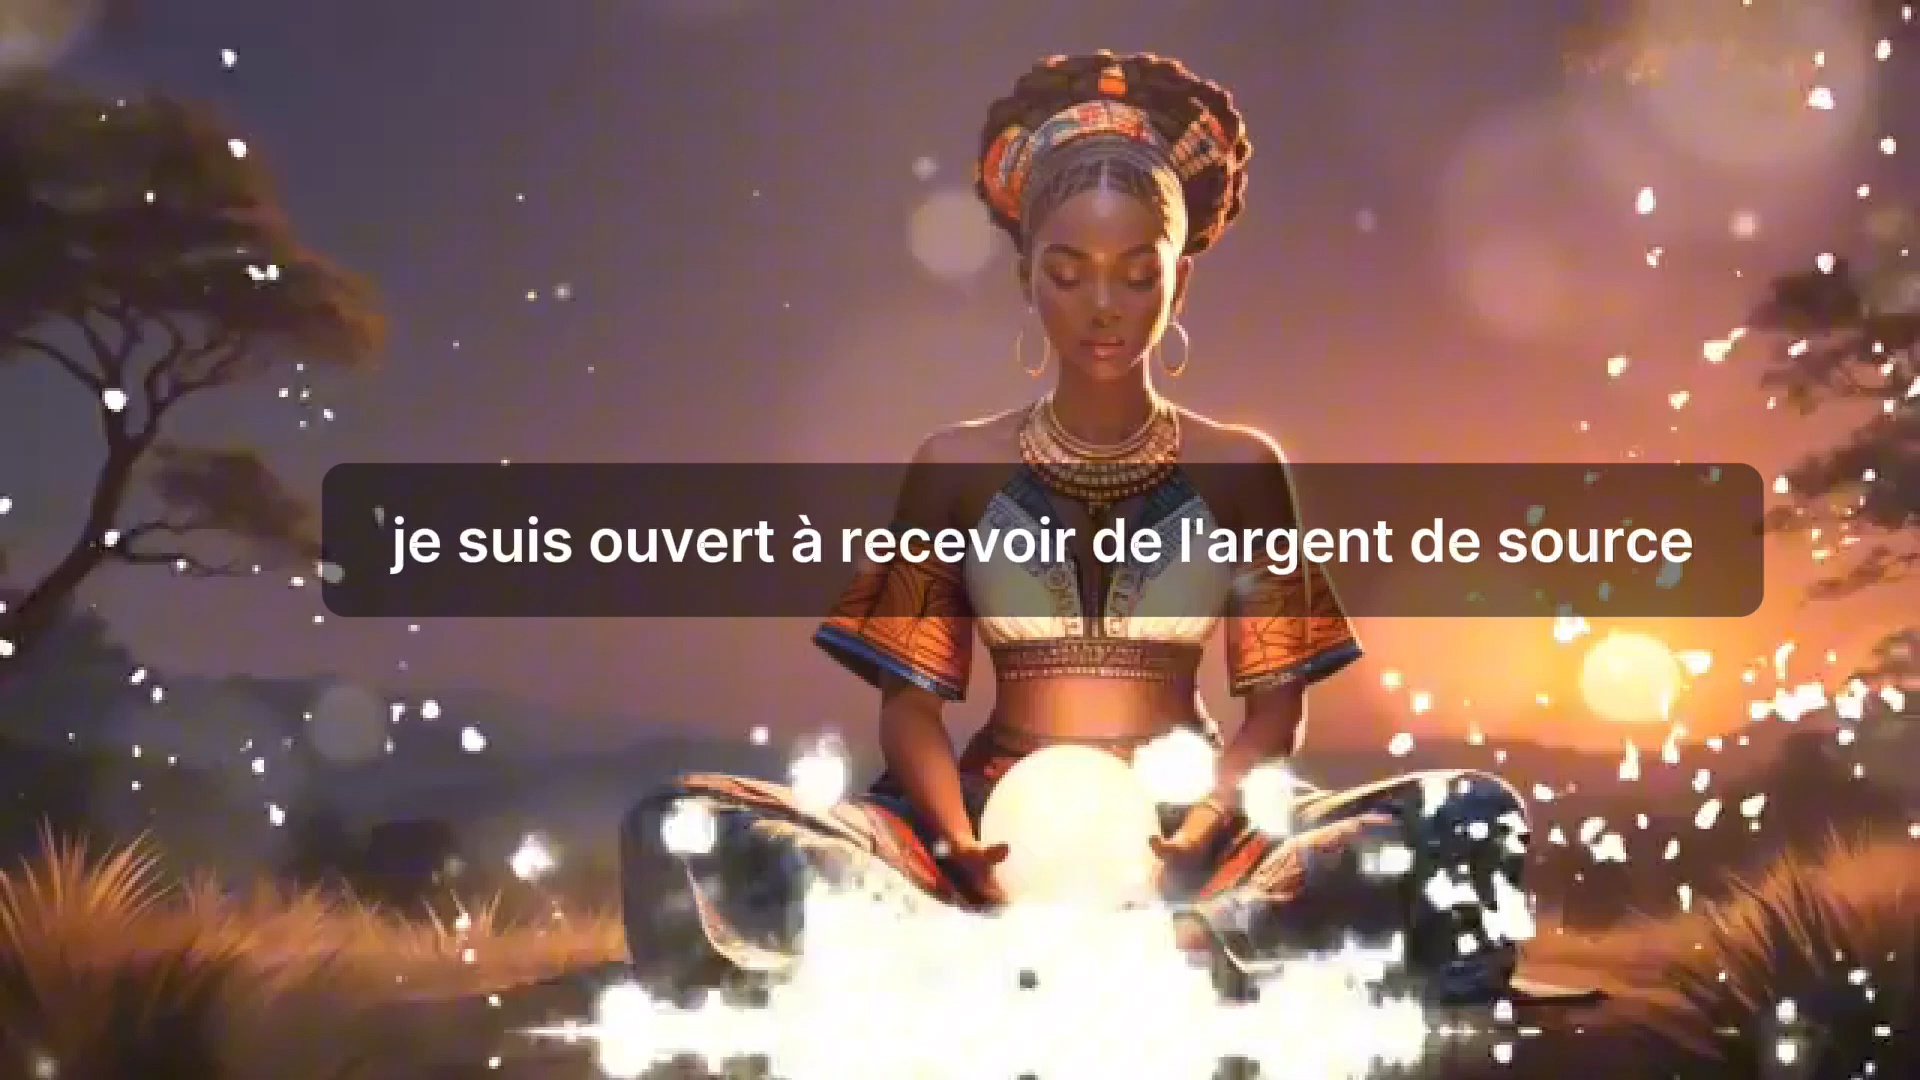 je suis ouvert à recevoir de l'argent de source